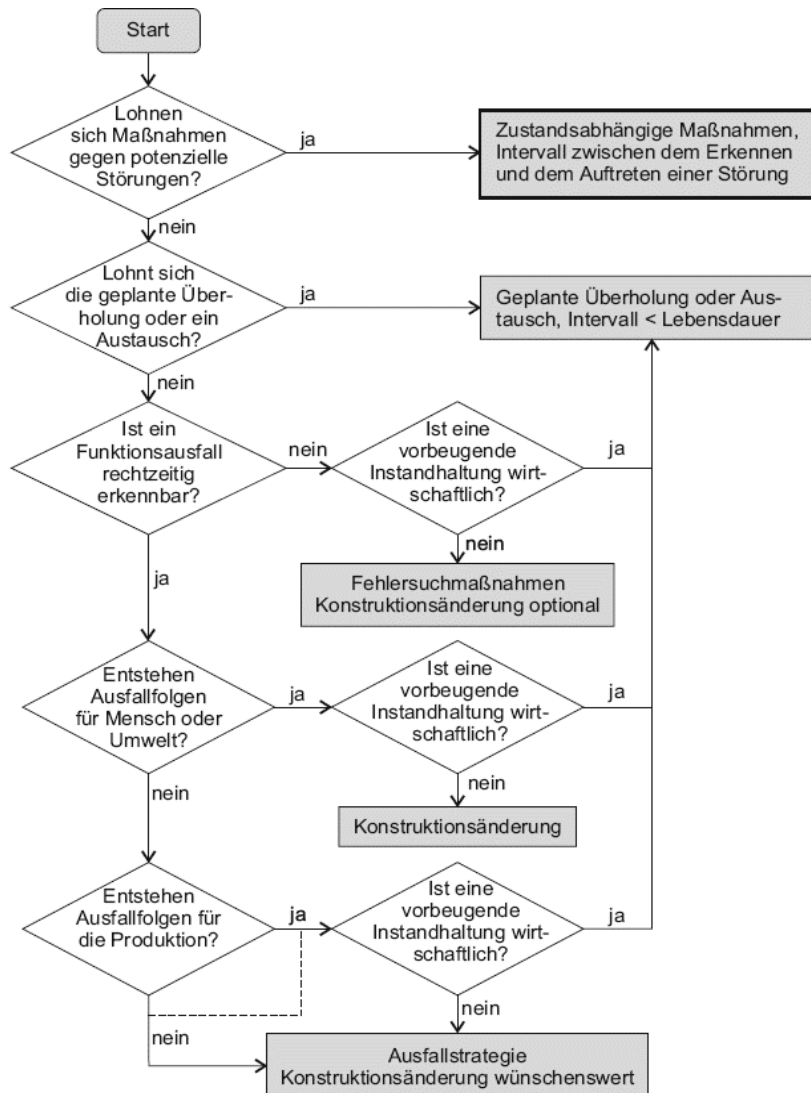 Start
Lohnen
sich Maßnahmen
gegen potenzielle
Störungen?
ja
Zustandsabhängige Maßnahmen,
Intervall zwischen dem Erkennen
und dem Auftreten einer Störung
nein
Lohnt sich
die geplante Über-
holung oder ein
Austausch?
ja
Geplante Überholung oder Aus-
tausch, Intervall < Lebensdauer
nein
Ist ein
Funktionsausfall
rechtzeitig
erkennbar?
nein
Ist eine
vorbeugende
Instandhaltung wirt-
schaftlich?
ja
nein
Fehlersuchmaßnahmen
Konstruktionsänderung optional
ja
Entstehen
Ausfallfolgen
für Mensch oder
Umwelt?
ja
Ist eine
vorbeugende
Instandhaltung wirt-
schaftlich?
ja
nein
Konstruktionsänderung
nein
Entstehen
Ausfallfolgen für
die Produktion?
ja
Ist eine
vorbeugende
Instandhaltung wirt-
schaftlich?
ja
nein
nein
Ausfallstrategie
Konstruktionsänderung wünschenswert